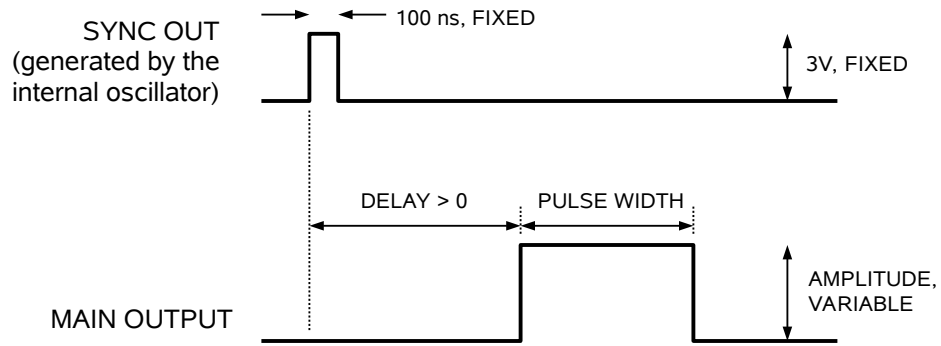 100 ns, FIXED
SYNC OUT
(generated by the
internal oscillator)
3V, FIXED
DELAY > 0
PULSE WIDTH
AMPLITUDE,
VARIABLE
MAIN OUTPUT